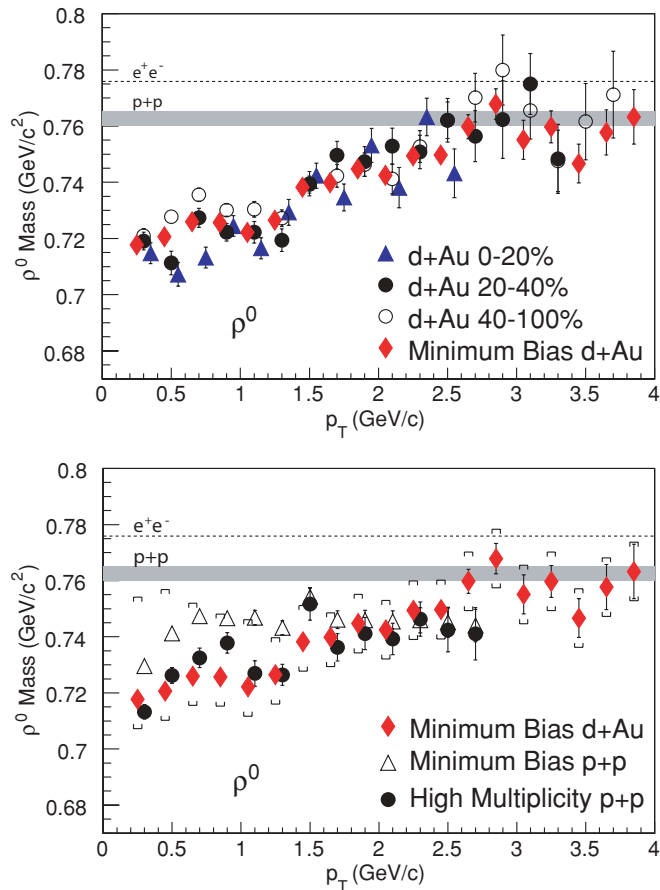 0.8
0.78
0.76
0.74
0.72
0.7
0.68
ρ⁰ Mass (GeV/c²)
e⁺e⁻
p+p
d+Au 0-20%
d+Au 20-40%
d+Au 40-100%
Minimum Bias d+Au
ρ⁰
0 0.5 1 1.5 2 2.5 3 3.5 4
p_T (GeV/c)
0.8
0.78
0.76
0.74
0.72
0.7
0.68
ρ⁰ Mass (GeV/c²)
e⁺e⁻
p+p
Minimum Bias d+Au
Minimum Bias p+p
High Multiplicity p+p
ρ⁰
0 0.5 1 1.5 2 2.5 3 3.5 4
p_T (GeV/c)